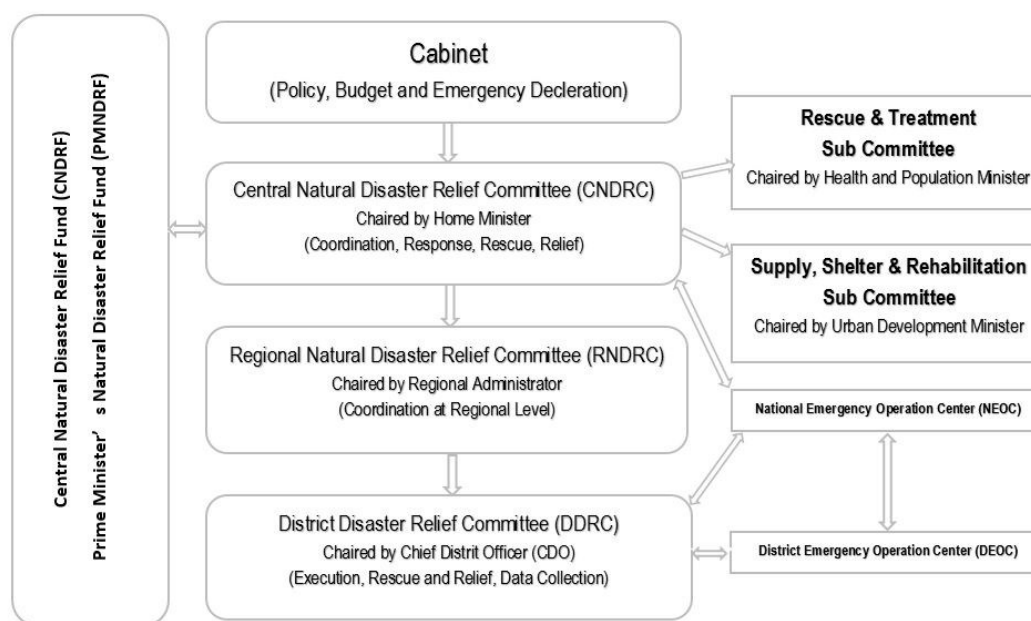 Central Natural Disaster Relief Fund (CNDRF)
Prime Minister' s Natural Disaster Relief Fund (PMNDRF)
Cabinet
(Policy, Budget and Emergency Decleration)
Central Natural Disaster Relief Committee (CNDRC)
Chaired by Home Minister
(Coordination, Response, Rescue, Relief)
Regional Natural Disaster Relief Committee (RNDRC)
Chaired by Regional Administrator
(Coordination at Regional Level)
District Disaster Relief Committee (DDRC)
Chaired by Chief Distrit Officer (CDO)
(Execution, Rescue and Relief, Data Collection)
Rescue & Treatment
Sub Committee
Chaired by Health and Population Minister
Supply, Shelter & Rehabilitation
Sub Committee
Chaired by Urban Development Minister
National Emergency Operation Center (NEOC)
District Emergency Operation Center (DEOC)